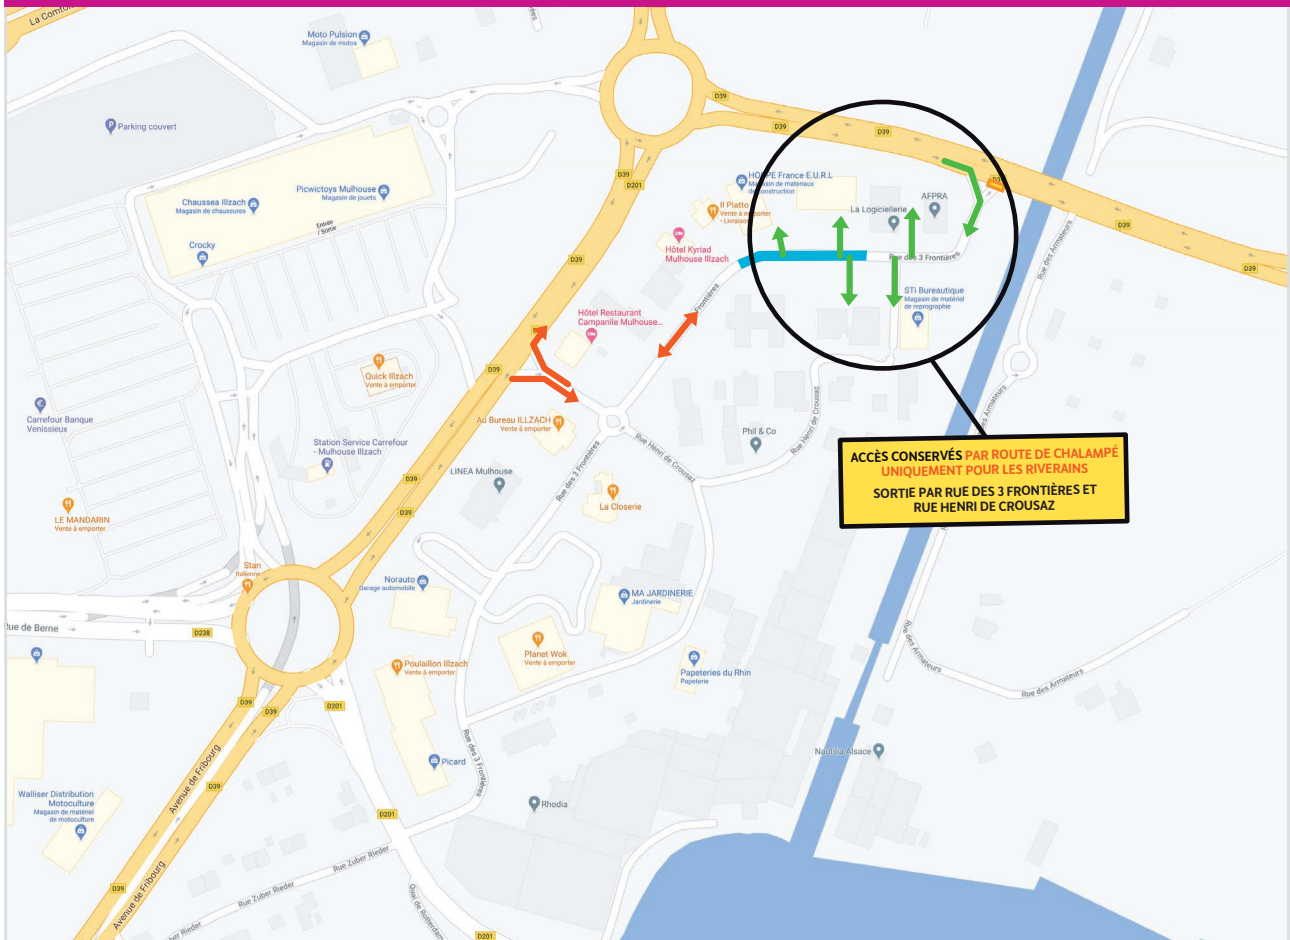 La Comto
ères
Moto Pulsion
Magasin de motos
D39
D39
D39
Parking couvert
D39
D201
Picwictoys Mulhouse
Magasin de jouets
Chaussea Illzach
Magasin de chaussures
Entrée
/ Sortie
Crocky
Il Piatto
Vente à emporter
- Livraison
La Logiciellerie
AFPRA
D39
Hôtel Kyriad
Mulhouse Illzach
Rue des 3 Frontières
Rue des Armateurs
D39
D39
Frontières
STi Bureautique
Magasin de matériel
de reprographie
Hôtel Restaurant
Campanile Mulhouse...
D39
Quick Illzach
Vente à emporter
Carrefour Banque
Venissieux
Au Bureau ILLZACH
Vente à emporter
Station Service Carrefour
- Mulhouse Illzach
Phil & Co
Rue Henri de Crousaz
Rue Henri de Crousaz
es Armateurs
ACCÈS CONSERVÉS PAR ROUTE DE CHALAMPÉ
UNIQUEMENT POUR LES RIVERAINS
SORTIE PAR RUE DES 3 FRONTIÈRES ET
RUE HENRI DE CROUSAZ
LINEA Mulhouse
Rue des 3 Frontières
D39
La Closerie
D39
LE MANDARIN
Vente à emporter
Stan
Italienne
Norauto
Garage automobile
MA JARDINERIE
Jardinerie
Rue de Berne
D238
Planet Wok
Vente à emporter
Poulaillon Illzach
Vente à emporter
Papeteries du Rhin
Papeterie
Rue des Armateurs
Rue des Armateurs
D39
D39
D201
Avenue de Fribourg
Rue des 3 Frontières
Nautilia Alsace
Picard
D39
Walliser Distribution
Motoculture
Magasin de matériel
de motoculture
Rhodia
D201
Rue Zuber Rieder
D39
Avenue de Fribourg
Rue Zuber Rieder
Quai de Rotterdam
uber Rieder
D201